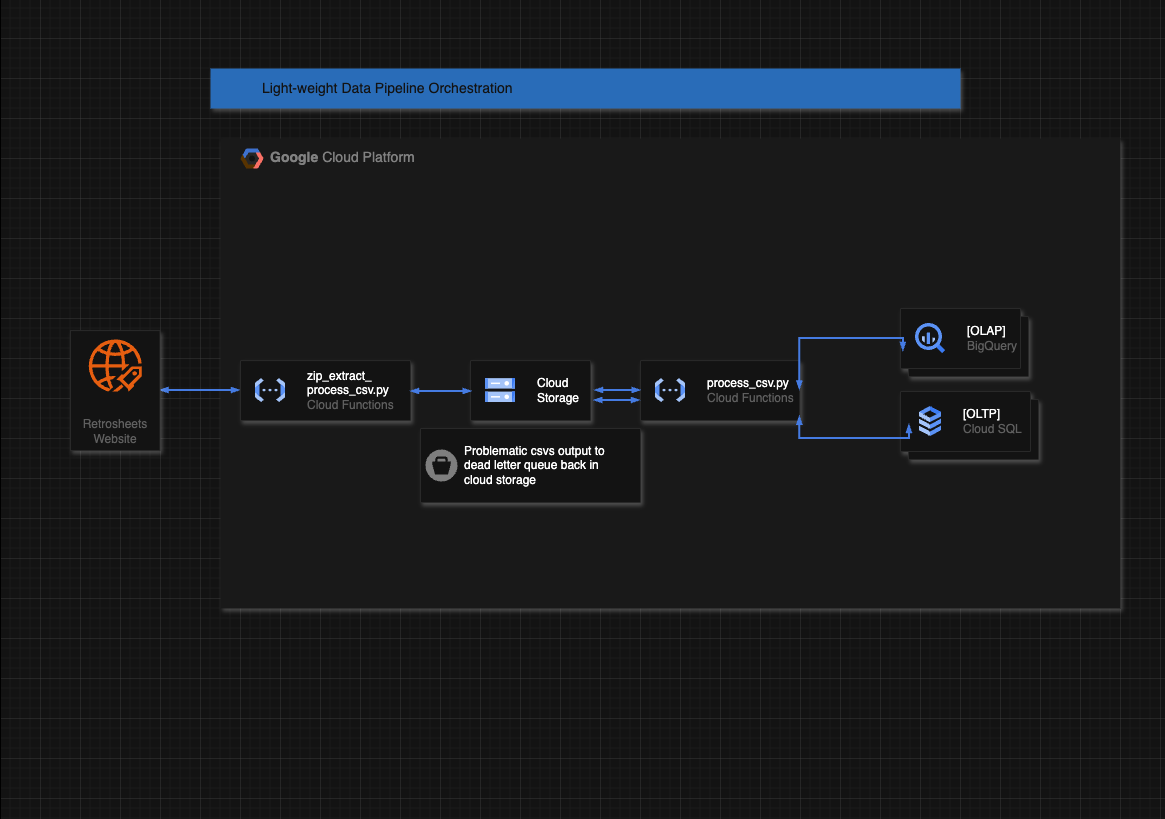 Light-weight Data Pipeline Orchestration
Google Cloud Platform
Retrosheets
Website
zip_extract_
process_csv.py
Cloud Functions
Cloud
Storage
Problematic csvs output to
dead letter queue back in
cloud storage
process_csv.py
Cloud Functions
[OLAP]
BigQuery
[OLTP]
Cloud SQL